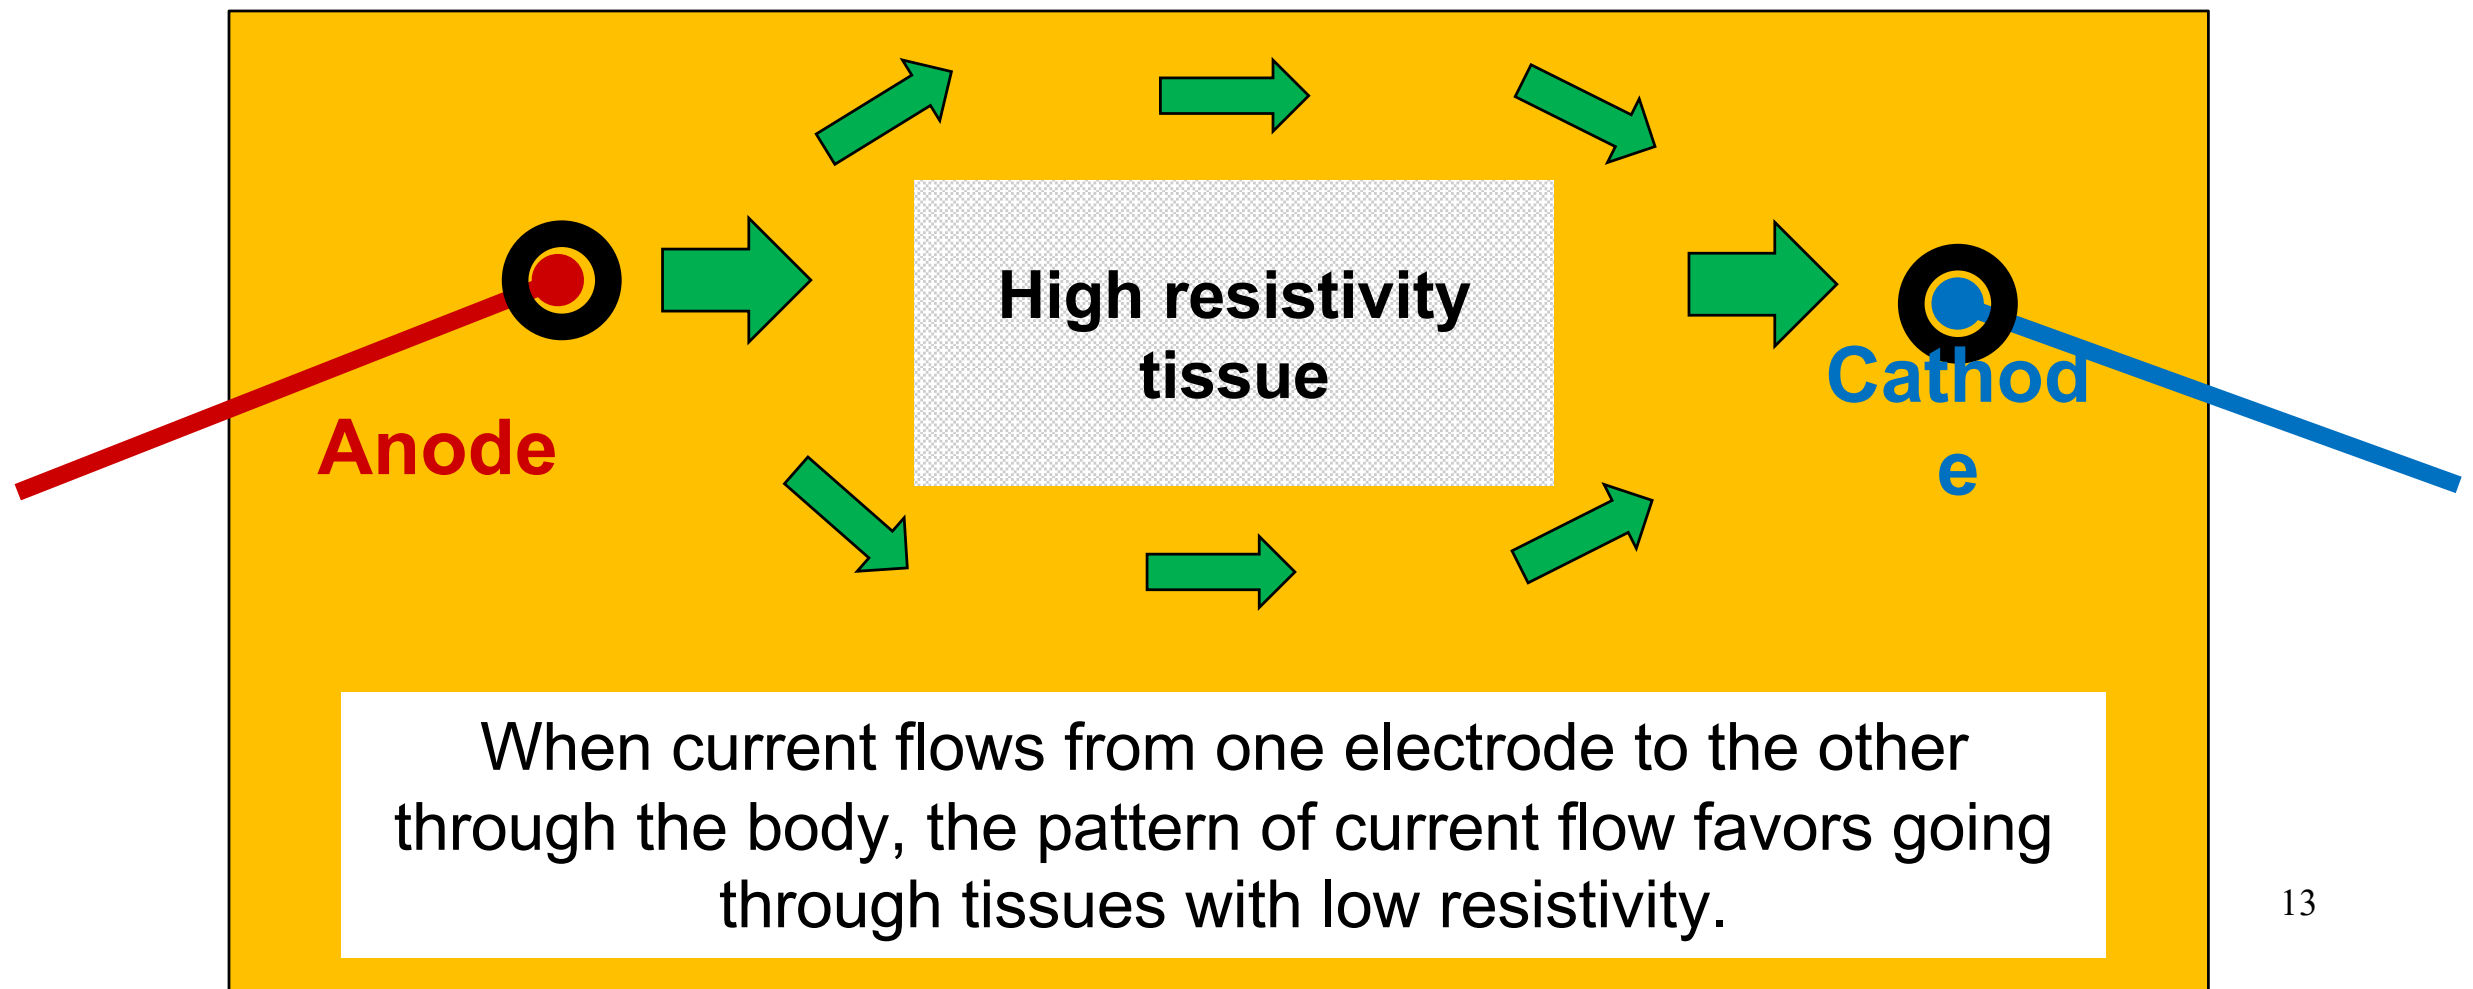 High resistivity
tissue
Anode
Cathod
e
When current flows from one electrode to the other
through the body, the pattern of current flow favors going
through tissues with low resistivity.
13